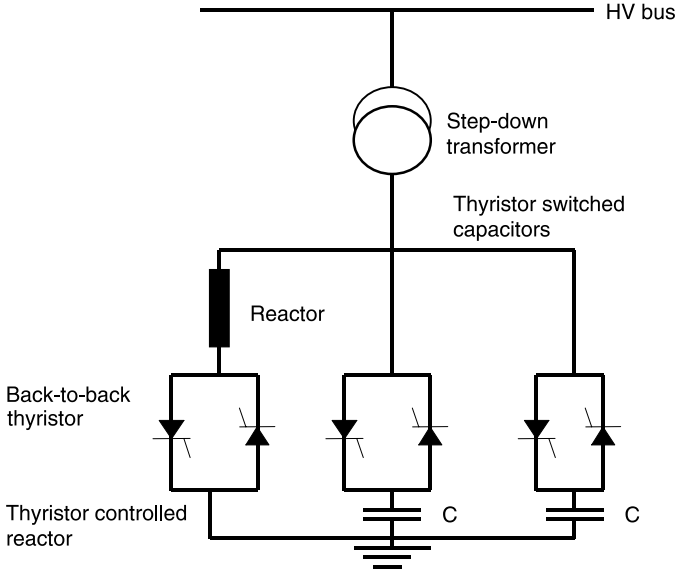 HV bus
Step-down
transformer
Thyristor switched
capacitors
Reactor
Back-to-back
thyristor
Thyristor controlled
reactor
C
C